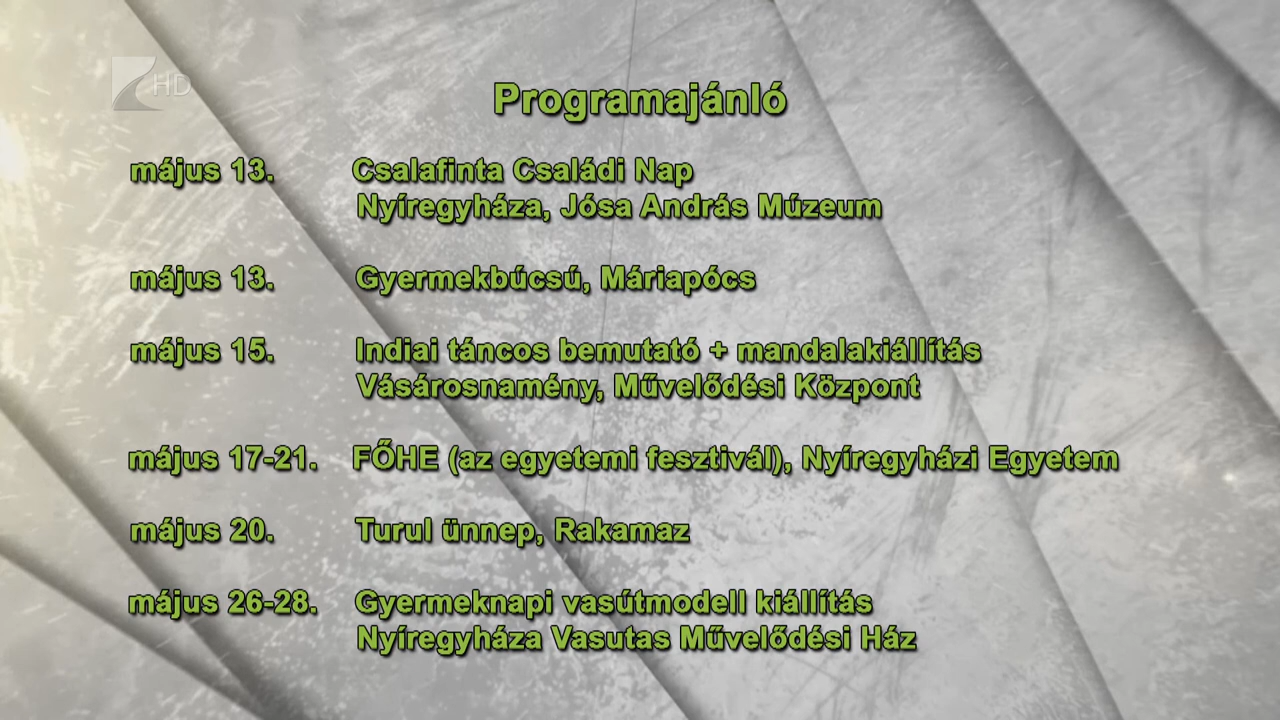 HD
Programajánló
május 13. Csalafinta Családi Nap
Nyíregyháza, Jósa András Múzeum
május 13. Gyermekbúcsú, Máriapócs
május 15. Indiai táncos bemutató + mandalakiállítás
Vásárosnamény, Művelődési Központ
május 17-21. FŐHE (az egyetemi fesztivál), Nyíregyházi Egyetem
május 20. Turul ünnep, Rakamaz
május 26-28. Gyermeknapi vasútmodell kiállítás
Nyíregyháza Vasutas Művelődési Ház